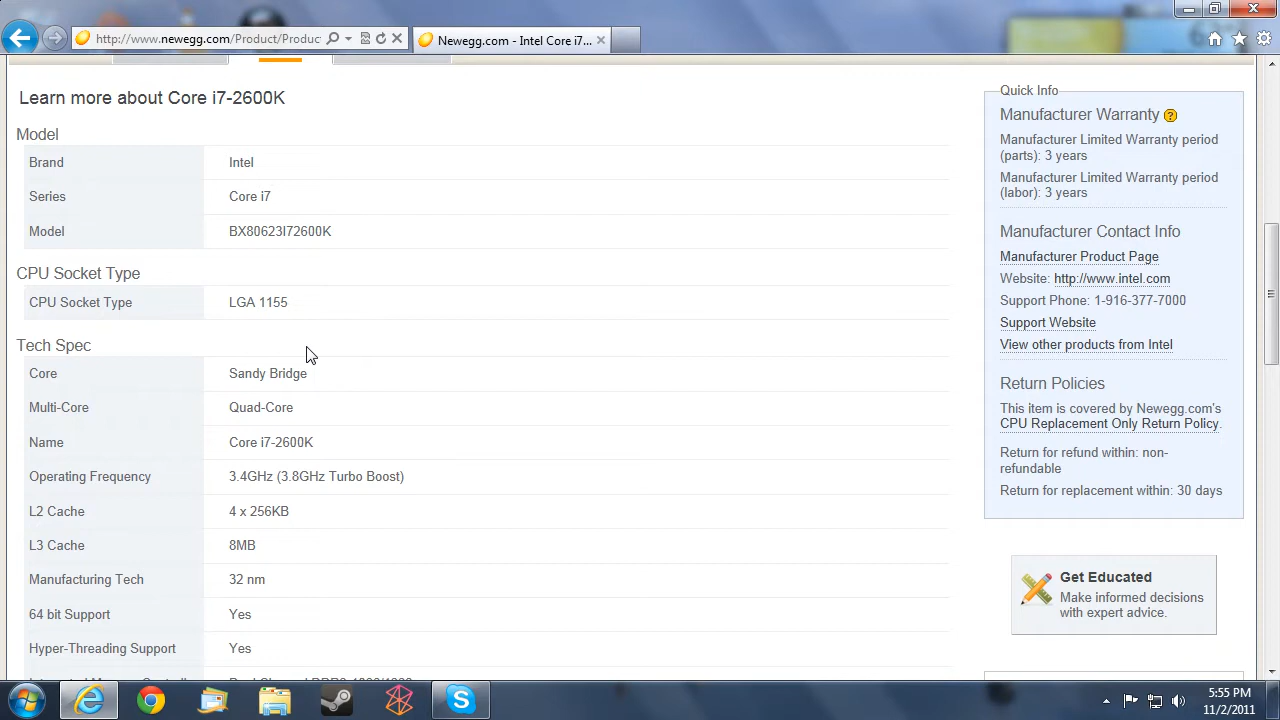 http://www.newegg.com/Product/Produc
Newegg.com - Intel Core i7...
Learn more about Core i7-2600K
Model
Brand Intel
Series Core i7
Model BX80623I72600K
CPU Socket Type
CPU Socket Type LGA 1155
Tech Spec
Core Sandy Bridge
Multi-Core Quad-Core
Name Core i7-2600K
Operating Frequency 3.4GHz (3.8GHz Turbo Boost)
L2 Cache 4 x 256KB
L3 Cache 8MB
Manufacturing Tech 32 nm
64 bit Support Yes
Hyper-Threading Support Yes
Quick Info
Manufacturer Warranty ?
Manufacturer Limited Warranty period
(parts): 3 years
Manufacturer Limited Warranty period
(labor): 3 years
Manufacturer Contact Info
Manufacturer Product Page
Website: http://www.intel.com
Support Phone: 1-916-377-7000
Support Website
View other products from Intel
Return Policies
This item is covered by Newegg.com's
CPU Replacement Only Return Policy.
Return for refund within: non-
refundable
Return for replacement within: 30 days
Get Educated
Make informed decisions
with expert advice.
5:55 PM
11/2/2011